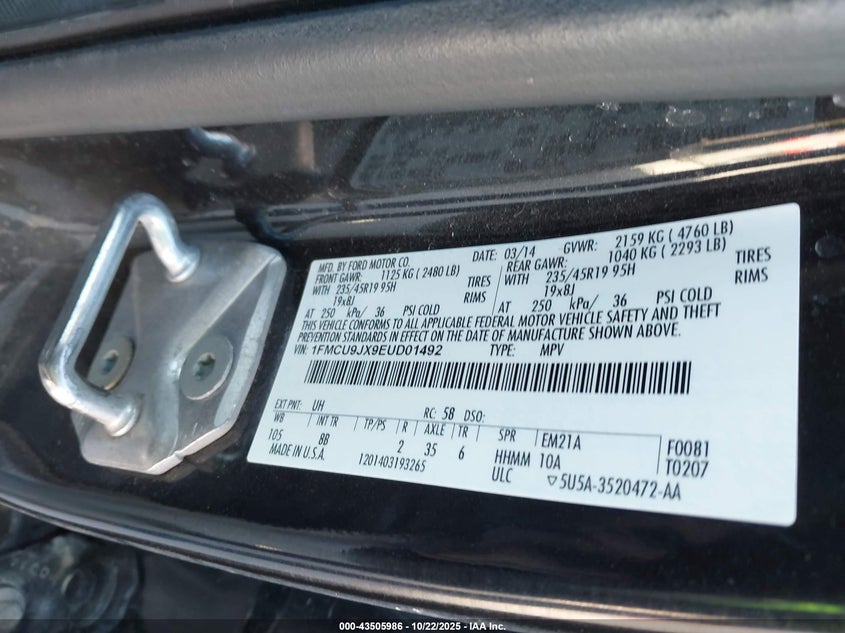 MFD. BY FORD MOTOR CO. DATE: 03/14 GVWR: 2159 KG ( 4760 LB)
FRONT GAWR: 1125 KG ( 2480 LB) REAR GAWR: 1040 KG ( 2293 LB)
WITH 235/45R19 95H TIRES WITH 235/45R19 95H TIRES
19x8J RIMS 19x8J RIMS
AT 250 kPa/ 36 PSI COLD AT 250 kPa/ 36 PSI COLD
THIS VEHICLE CONFORMS TO ALL APPLICABLE FEDERAL MOTOR VEHICLE SAFETY AND THEFT
PREVENTION STANDARDS IN EFFECT ON THE DATE OF MANUFACTURE SHOWN ABOVE.
VIN: 1FMCU9JX9EUD01492 TYPE: MPV
EXT PNT: UH RC: 58 DSO:
WB INT TR TP/PS R AXLE TR SPR EM21A F0081
105 BB 2 35 6 HHMM 10A T0207
MADE IN U.S.A. 1201403193265 ULC ▽5U5A-3520472-AA
000-43505986 - 10/22/2025 - IAA Inc.